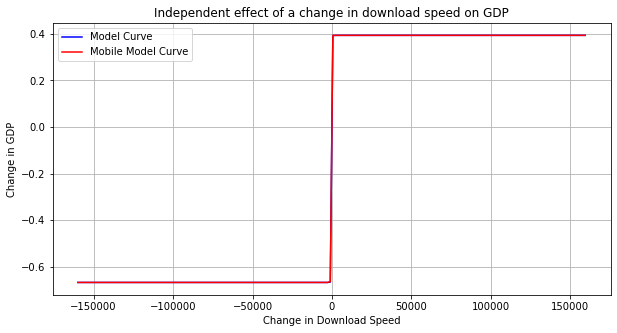 Independent effect of a change in download speed on GDP
Model Curve
Mobile Model Curve
Change in GDP
0.4
0.2
0.0
−0.2
−0.4
−0.6
−150000
−100000
−50000
0
50000
100000
150000
Change in Download Speed